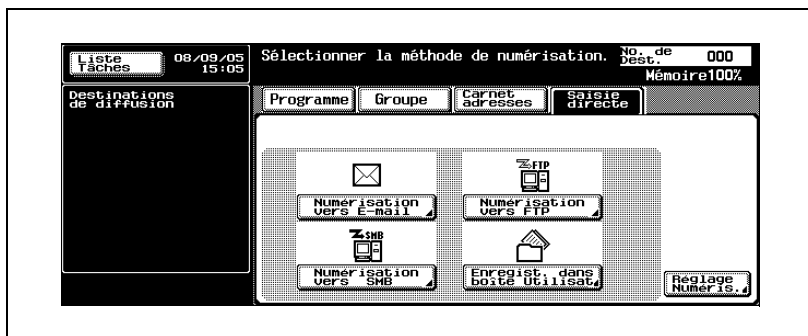 Liste
Tâches
08/09/05
15:05
Sélectionner la méthode de numérisation.
No. de
Dest.
000
Mémoire100%
Destinations
de diffusion
Programme
Groupe
Carnet
adresses
Saisie
directe
FTP
Numérisation
vers E-mail
Numérisation
vers FTP
SMB
Numérisation
vers SMB
Enregist. dans
boîte Utilisat.
Réglage
Numéris.